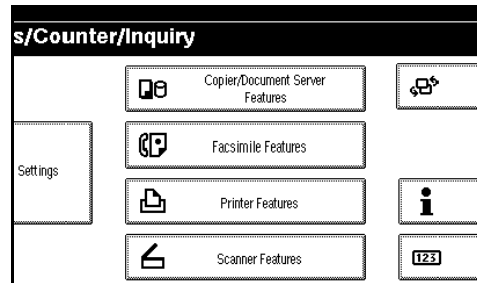 s/Counter/Inquiry
Copier/Document Server
Features
Facsimile Features
Settings
Printer Features
Scanner Features
123